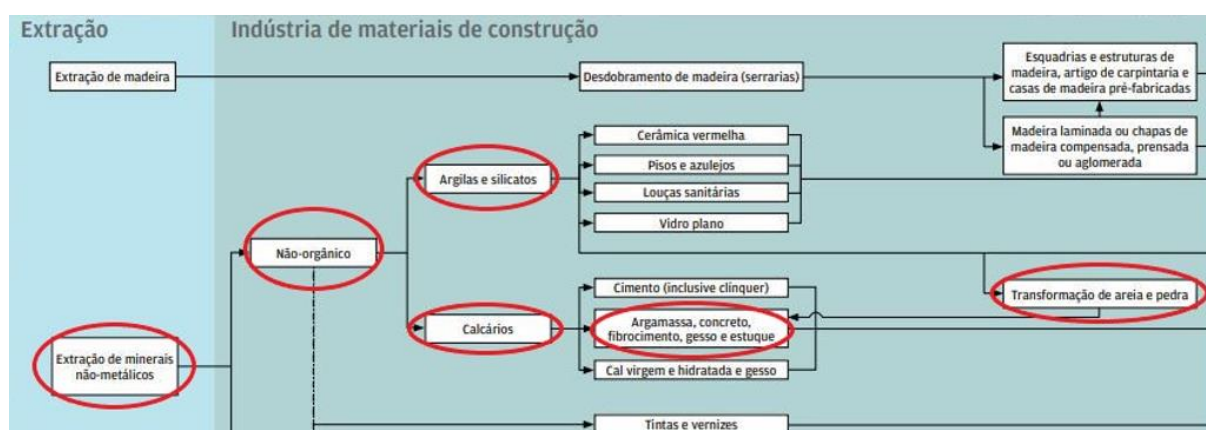 Extração
Indústria de materiais de construção
Extração de madeira
Desdobramento de madeira (serrarias)
Esquadrias e estruturas de
madeira, artigo de carpintaria e
casas de madeira pré-fabricadas
Madeira laminada ou chapas de
madeira compensada, prensada
ou aglomerada
Cerâmica vermelha
Pisos e azulejos
Louças sanitárias
Vidro plano
Argilas e silicatos
Não-orgânico
Calcários
Cimento (inclusive clínquer)
Argamassa, concreto,
fibrocimento, gesso e estuque
Cal virgem e hidratada e gesso
Transformação de areia e pedra
Extração de minerais
não-metálicos
Tintas e vernizes